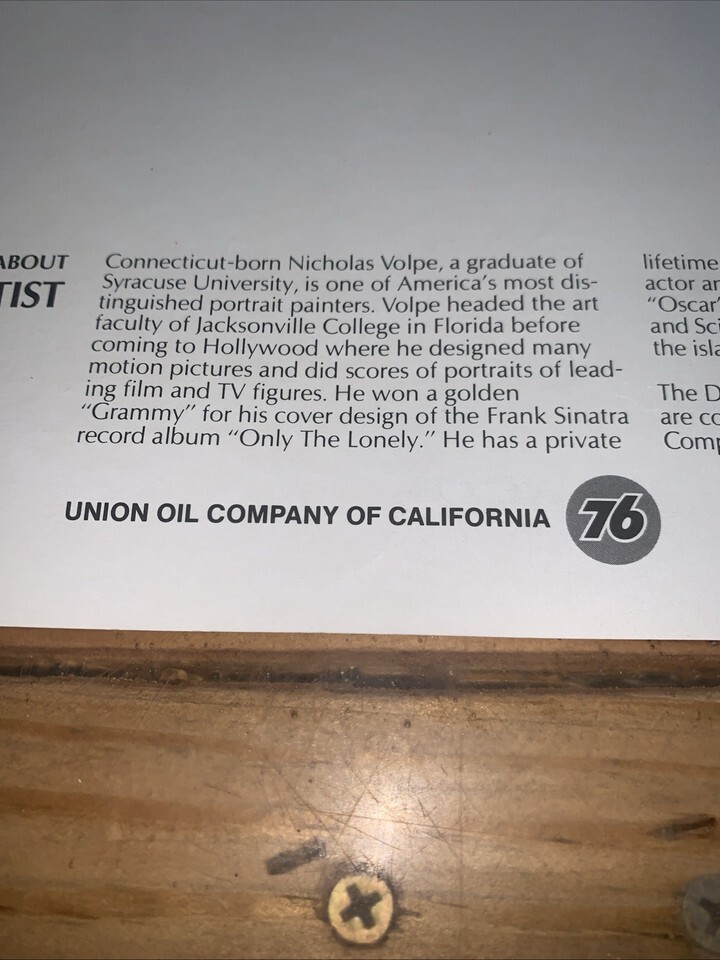 ABOUT
TIST
Connecticut-born Nicholas Volpe, a graduate of
Syracuse University, is one of America's most dis-
tinguished portrait painters. Volpe headed the art
faculty of Jacksonville College in Florida before
coming to Hollywood where he designed many
motion pictures and did scores of portraits of lead-
ing film and TV figures. He won a golden
"Grammy" for his cover design of the Frank Sinatra
record album "Only The Lonely." He has a private
lifetime
actor ar
"Oscar"
and Sci
the isla
The D
are co
Comp
UNION OIL COMPANY OF CALIFORNIA 76